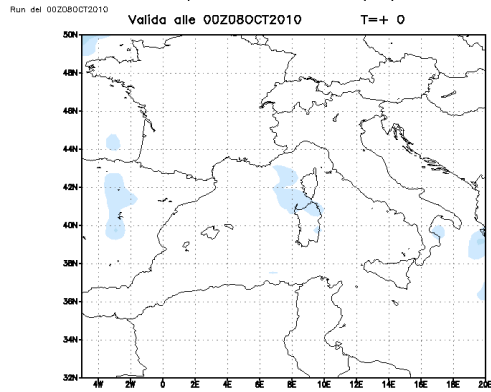 Run del 00Z08OCT2010
Valida alle 00Z08OCT2010 T=+ 0
50N
48N
46N
44N
42N
40N
38N
36N
34N
32N
4W 2W 0 2E 4E 6E 8E 10E 12E 14E 16E 18E 20E